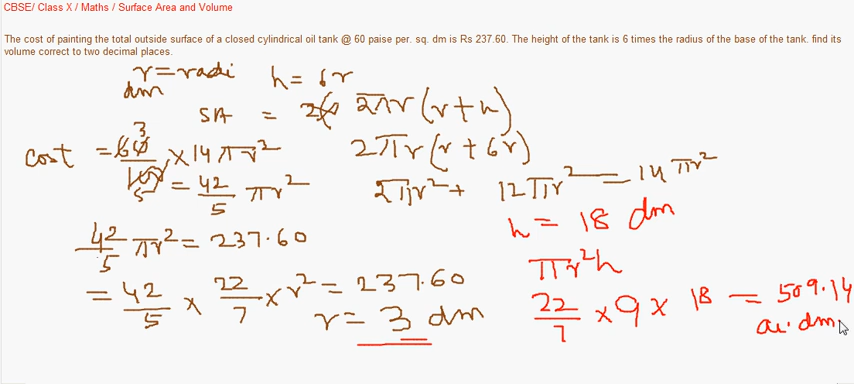 CBSE/ Class X / Maths / Surface Area and Volume
The cost of painting the total outside surface of a closed cylindrical oil tank @ 60 paise per. sq. dm is Rs 237.60. The height of the tank is 6 times the radius of the base of the tank. find its
volume correct to two decimal places.
r = radi h = 6r
dm
SA = 2πr (r+h)
cost = 60/100 × 14πr² 2πr (r + 6r)
3
5
= 42/5 πr² 2πr² + 12πr² = 14πr²
h = 18 dm
42/5 πr² = 237.60
πr²h
= 42/5 × 22/7 × r² = 237.60
22/7 × 9 × 18 = 509.14
r = 3 dm
cu. dm